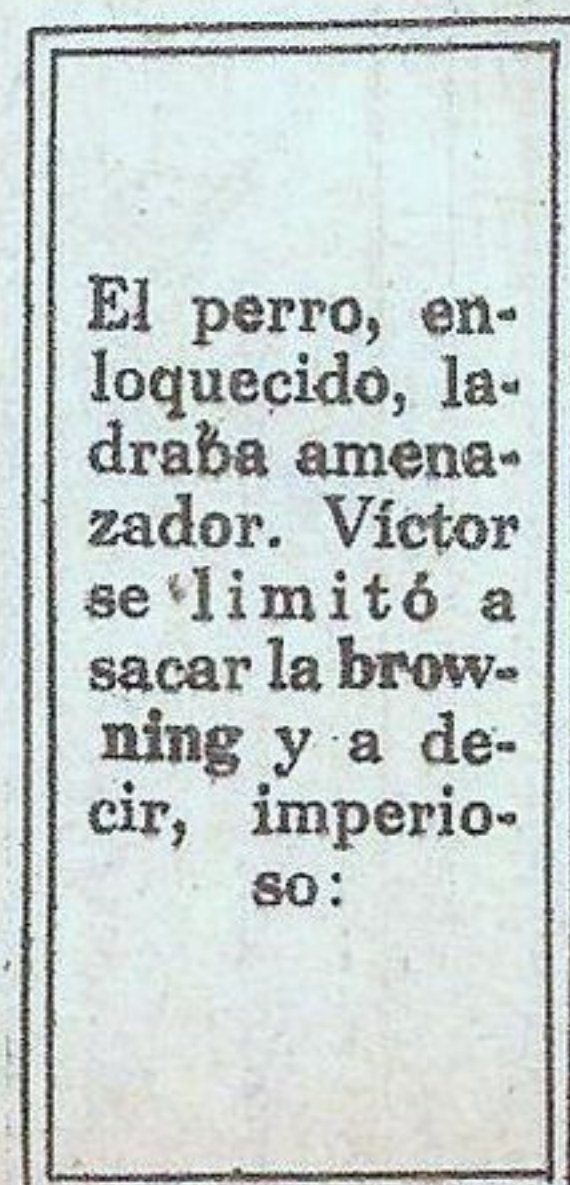 El perro, en-
loquecido, la-
draba amena-
zador. Víctor
se limitó a
sacar la brow-
ning y a de-
cir, imperio-
so: